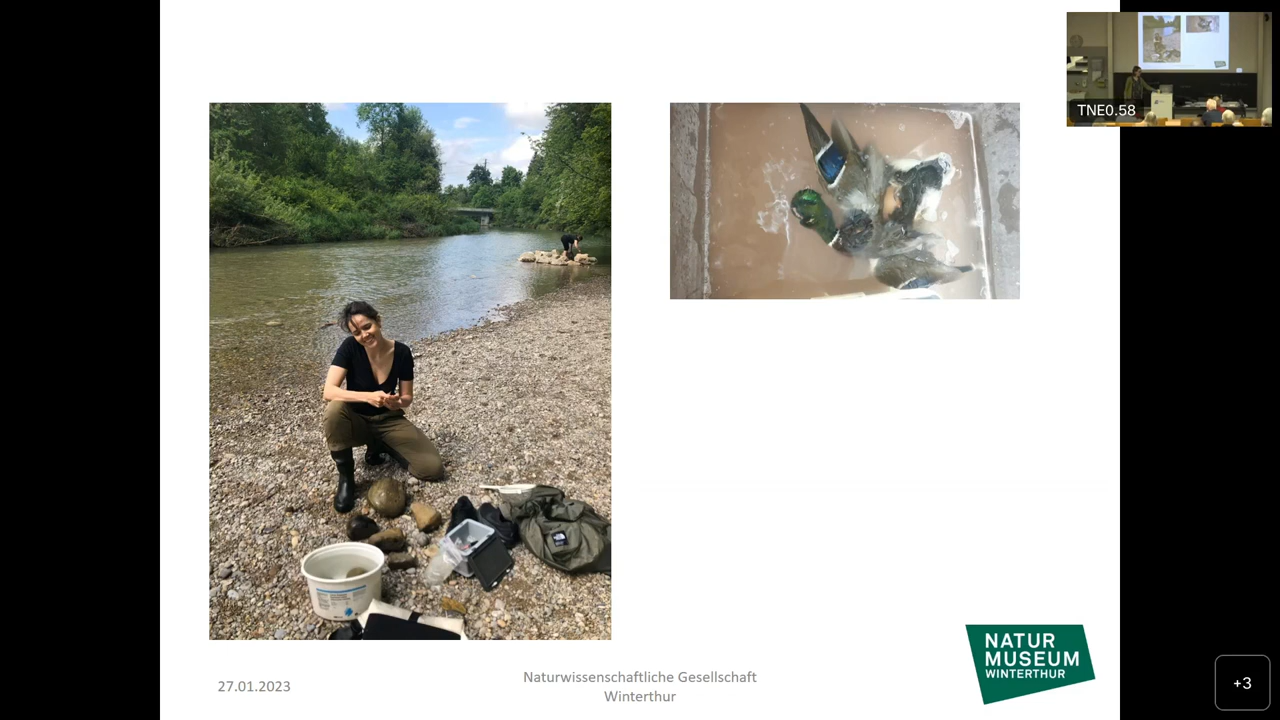 TNE0.58
27.01.2023
Naturwissenschaftliche Gesellschaft
Winterthur
NATUR
MUSEUM
WINTERTHUR
+3